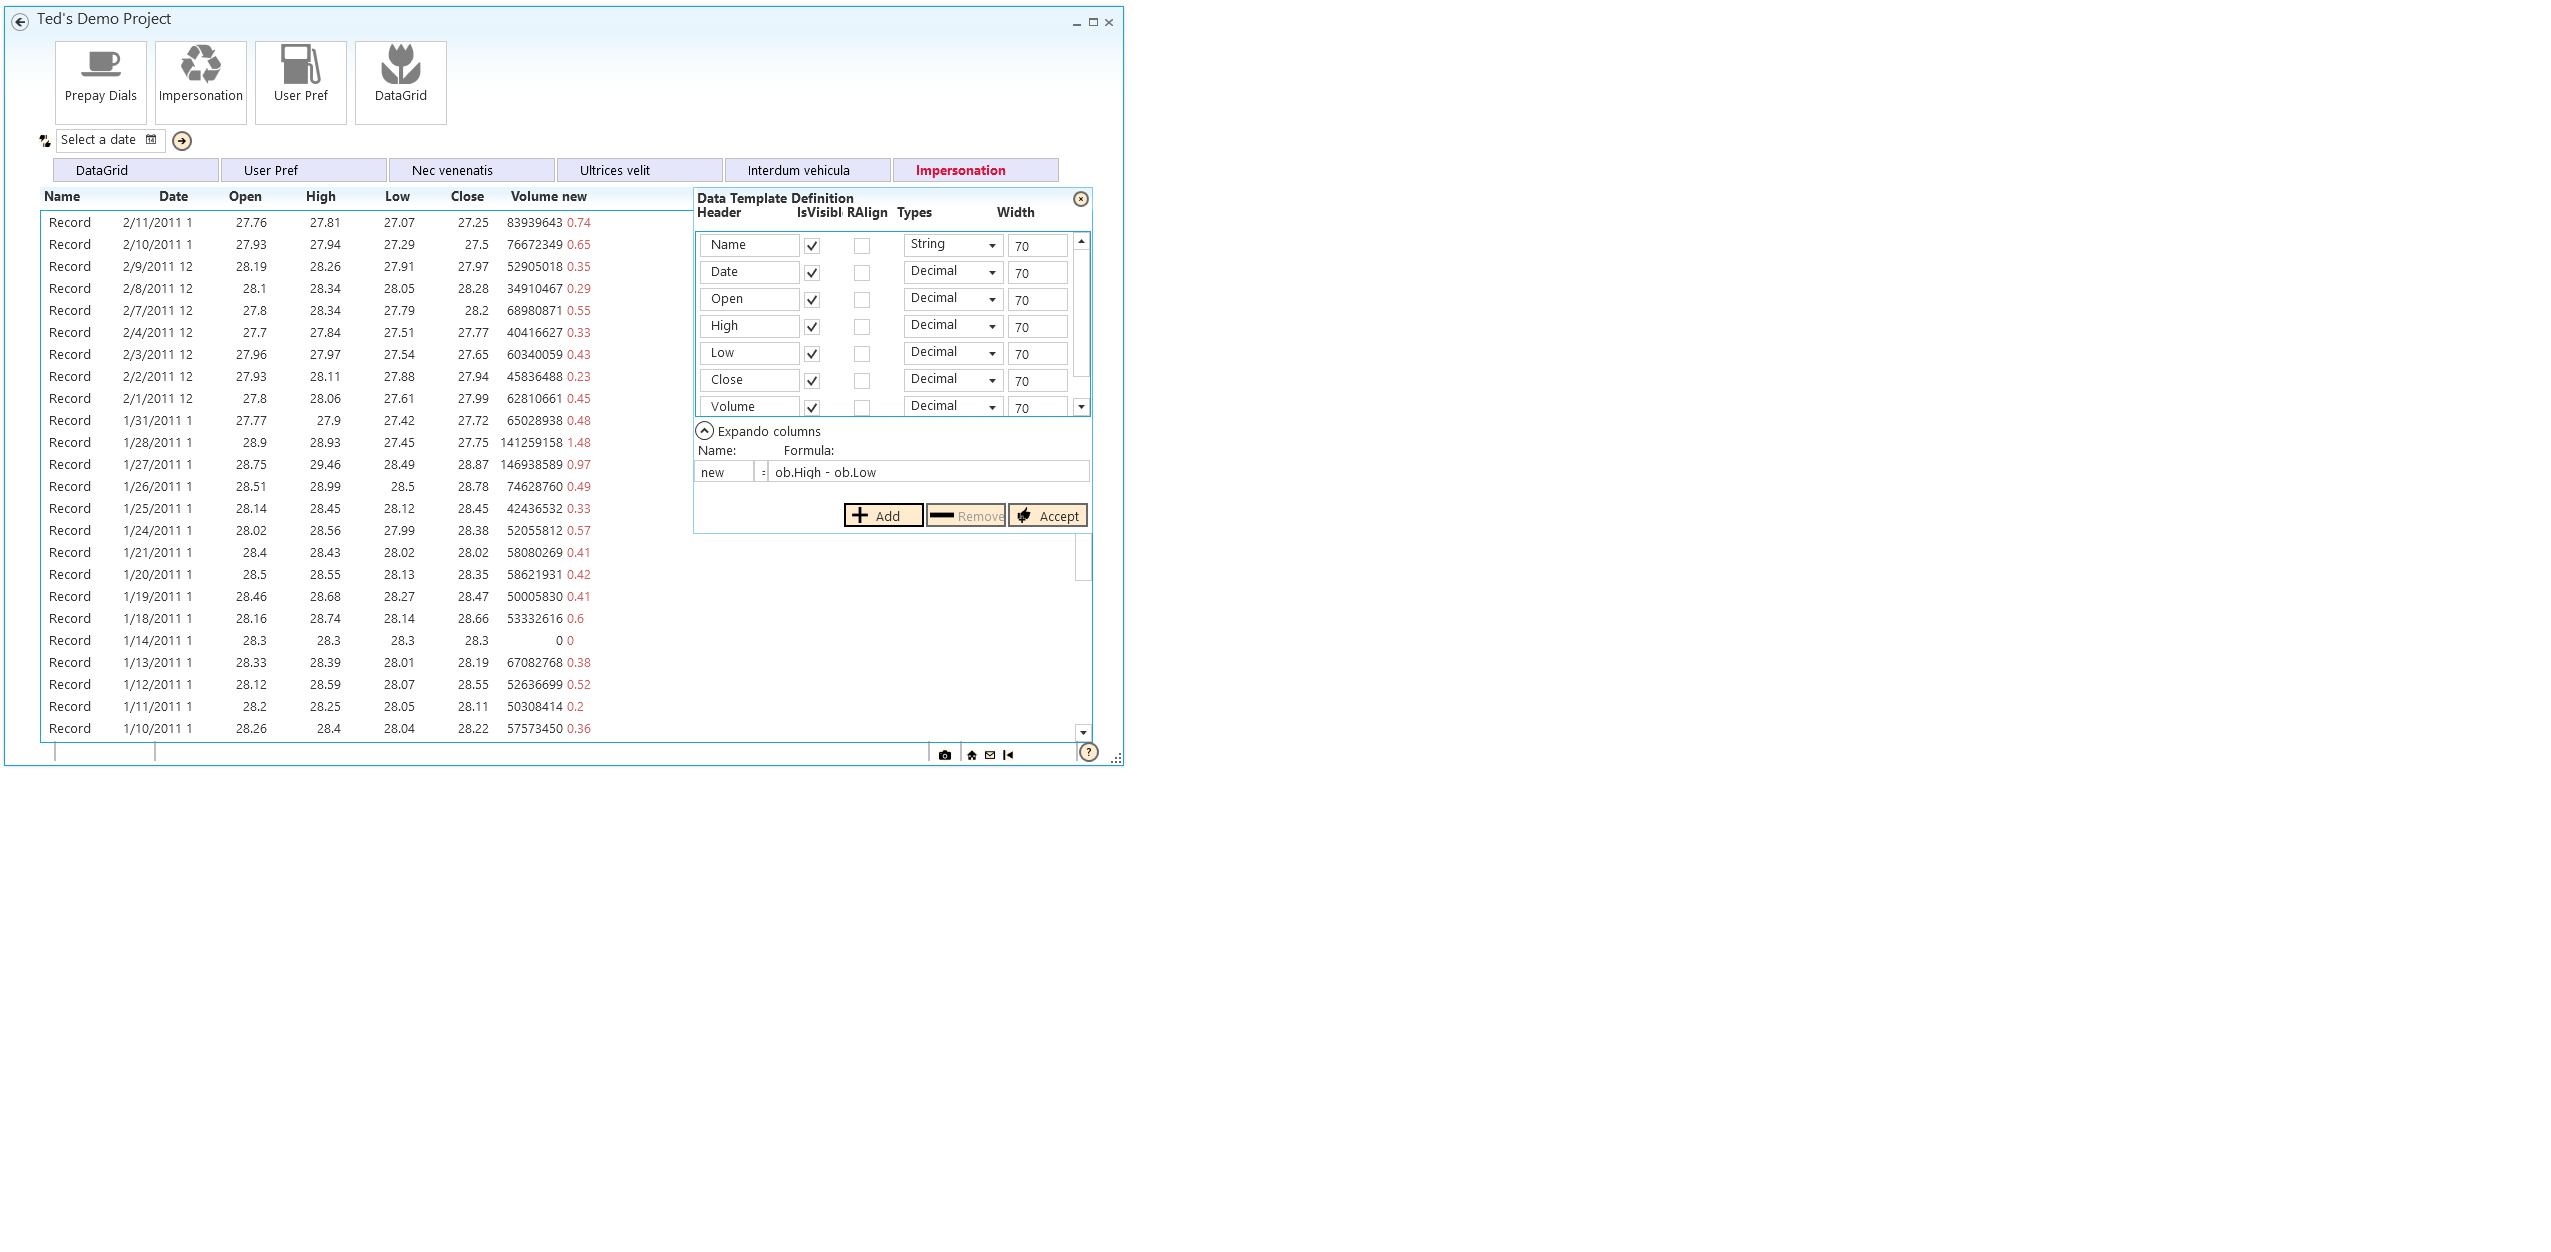 Ted's Demo Project
Prepay Dials Impersonation User Pref DataGrid
Select a date
DataGrid User Pref Nec venenatis Ultrices velit Interdum vehicula Impersonation
Name Date Open High Low Close Volume new
Record 2/11/2011 1 27.76 27.81 27.07 27.25 83939643 0.74
Record 2/10/2011 1 27.93 27.94 27.29 27.5 76672349 0.65
Record 2/9/2011 12 28.19 28.26 27.91 27.97 52905018 0.35
Record 2/8/2011 12 28.1 28.34 28.05 28.28 34910467 0.29
Record 2/7/2011 12 27.8 28.34 27.79 28.2 68980871 0.55
Record 2/4/2011 12 27.7 27.84 27.51 27.77 40416627 0.33
Record 2/3/2011 12 27.96 27.97 27.54 27.65 60340059 0.43
Record 2/2/2011 12 27.93 28.11 27.88 27.94 45836488 0.23
Record 2/1/2011 12 27.8 28.06 27.61 27.99 62810661 0.45
Record 1/31/2011 1 27.77 27.9 27.42 27.72 65028938 0.48
Record 1/28/2011 1 28.9 28.93 27.45 27.75 141259158 1.48
Record 1/27/2011 1 28.75 29.46 28.49 28.87 146938589 0.97
Record 1/26/2011 1 28.51 28.99 28.5 28.78 74628760 0.49
Record 1/25/2011 1 28.14 28.45 28.12 28.45 42436532 0.33
Record 1/24/2011 1 28.02 28.56 27.99 28.38 52055812 0.57
Record 1/21/2011 1 28.4 28.43 28.02 28.02 58080269 0.41
Record 1/20/2011 1 28.5 28.55 28.13 28.35 58621931 0.42
Record 1/19/2011 1 28.46 28.68 28.27 28.47 50005830 0.41
Record 1/18/2011 1 28.16 28.74 28.14 28.66 53332616 0.6
Record 1/14/2011 1 28.3 28.3 28.3 28.3 0 0
Record 1/13/2011 1 28.33 28.39 28.01 28.19 67082768 0.38
Record 1/12/2011 1 28.12 28.59 28.07 28.55 52636699 0.52
Record 1/11/2011 1 28.2 28.25 28.05 28.11 50308414 0.2
Record 1/10/2011 1 28.26 28.4 28.04 28.22 57573450 0.36
Data Template Definition
Header IsVisibl RAlign Types Width
Name String 70
Date Decimal 70
Open Decimal 70
High Decimal 70
Low Decimal 70
Close Decimal 70
Volume Decimal 70
Expando columns
Name: Formula:
new = ob.High - ob.Low
Add Remove Accept
?